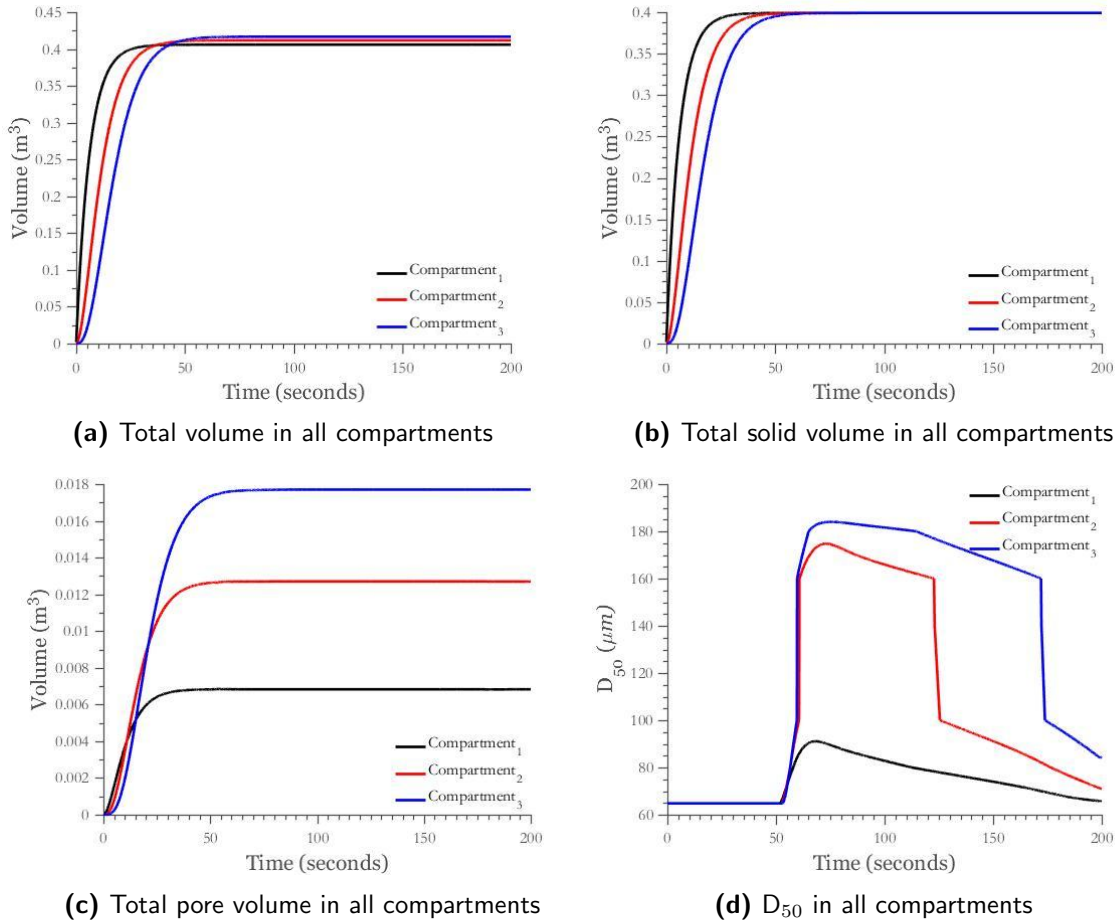 0.45
0.4
0.35
0.3
0.25
0.2
0.15
0.1
0.05
0
Volume (m³)
Compartment₁
Compartment₂
Compartment₃
0 50 100 150 200
Time (seconds)
(a) Total volume in all compartments
0.4
0.35
0.3
0.25
0.2
0.15
0.1
0.05
0
Volume (m³)
Compartment₁
Compartment₂
Compartment₃
0 50 100 150 200
Time (seconds)
(b) Total solid volume in all compartments
0.018
0.016
0.014
0.012
0.01
0.008
0.006
0.004
0.002
0
Volume (m³)
Compartment₁
Compartment₂
Compartment₃
0 50 100 150 200
Time (seconds)
(c) Total pore volume in all compartments
200
180
160
140
120
100
80
60
D₅₀ (μm)
Compartment₁
Compartment₂
Compartment₃
0 50 100 150 200
Time (seconds)
(d) D₅₀ in all compartments